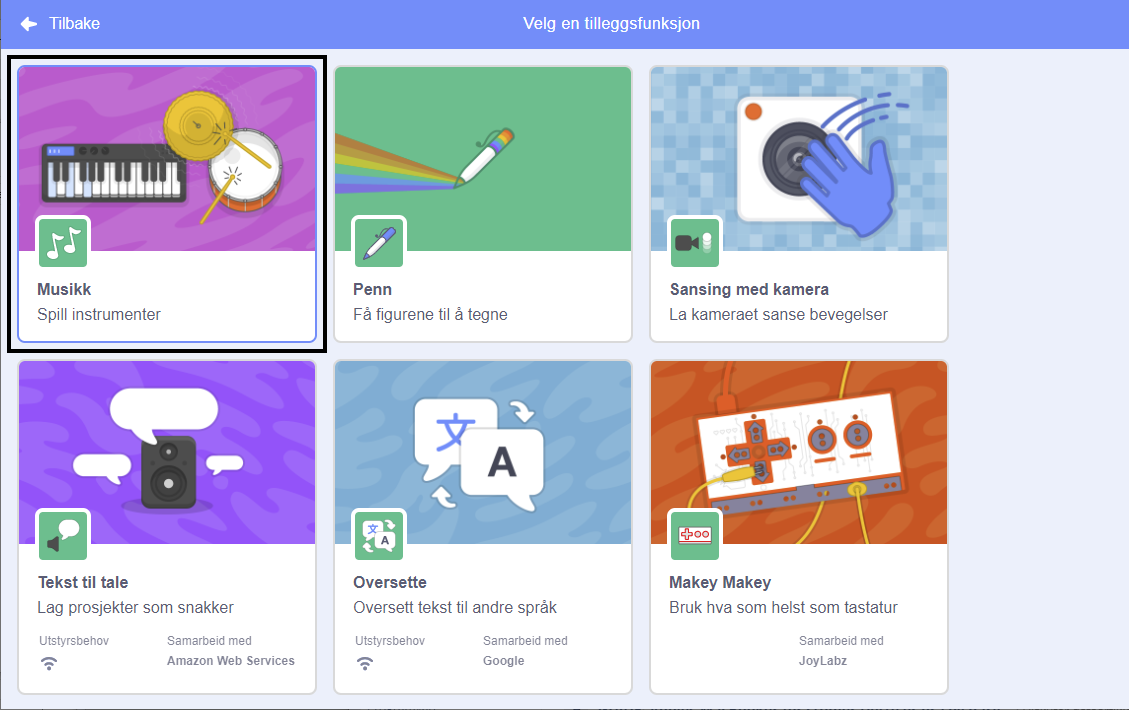 Tilbake
Velg en tilleggsfunksjon
Musikk
Spill instrumenter
Penn
Få figurene til å tegne
Sansing med kamera
La kameraet sanse bevegelser
文 A
Tekst til tale
Lag prosjekter som snakker
Utstyrsbehov
Samarbeid med
Amazon Web Services
文 A
Oversette
Oversett tekst til andre språk
Utstyrsbehov
Samarbeid med
Google
Makey Makey
Bruk hva som helst som tastatur
Samarbeid med
JoyLabz